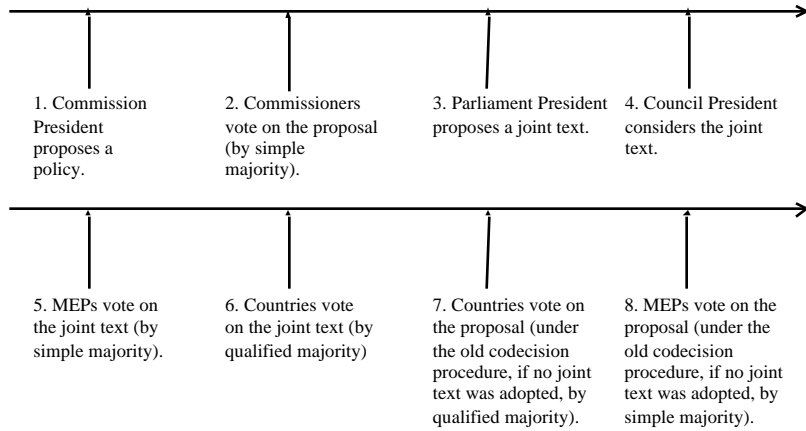 1. Commission
President
proposes a
policy.
2. Commissioners
vote on the proposal
(by simple
majority).
3. Parliament President
proposes a joint text.
4. Council President
considers the joint
text.
5. MEPs vote on
the joint text (by
simple majority).
6. Countries vote
on the joint text (by
qualified majority)
7. Countries vote on
the proposal (under
the old codecision
procedure, if no joint
text was adopted, by
qualified majority).
8. MEPs vote on the
proposal (under the
old codecision
procedure, if no joint
text was adopted, by
simple majority).